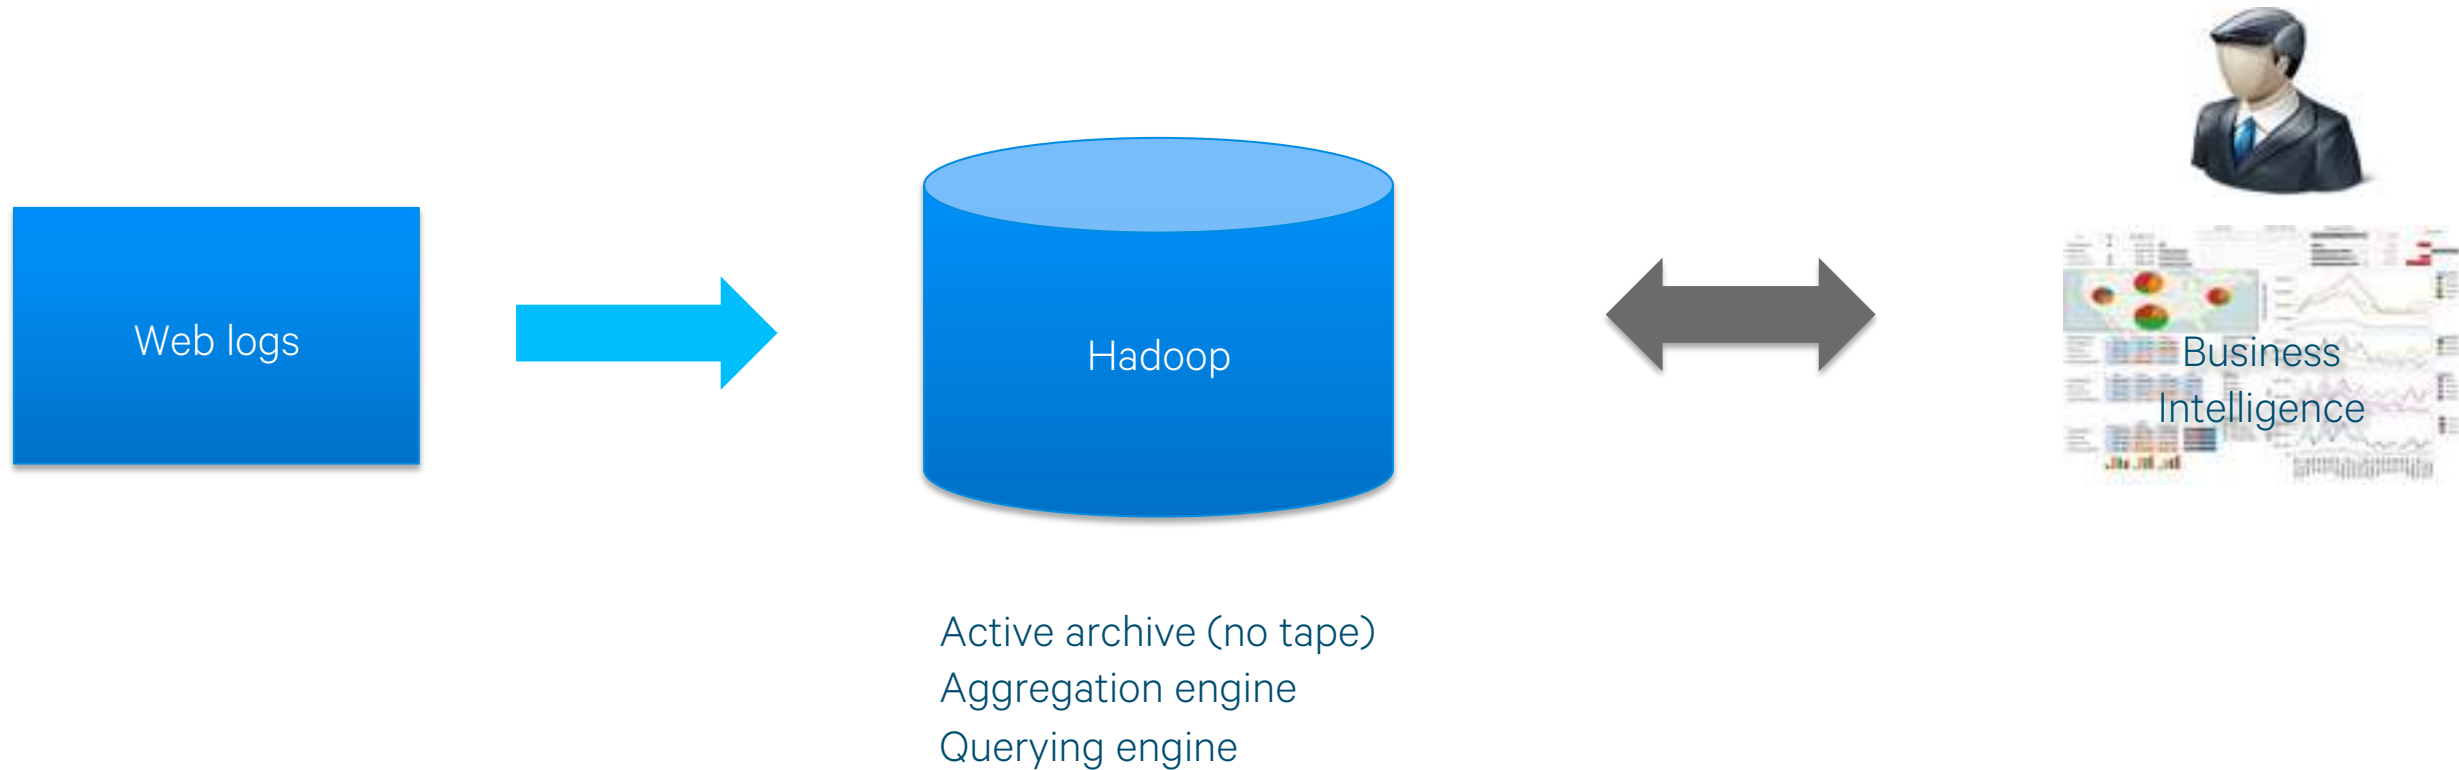 Web logs
Hadoop
Business
Intelligence
Active archive (no tape)
Aggregation engine
Querying engine